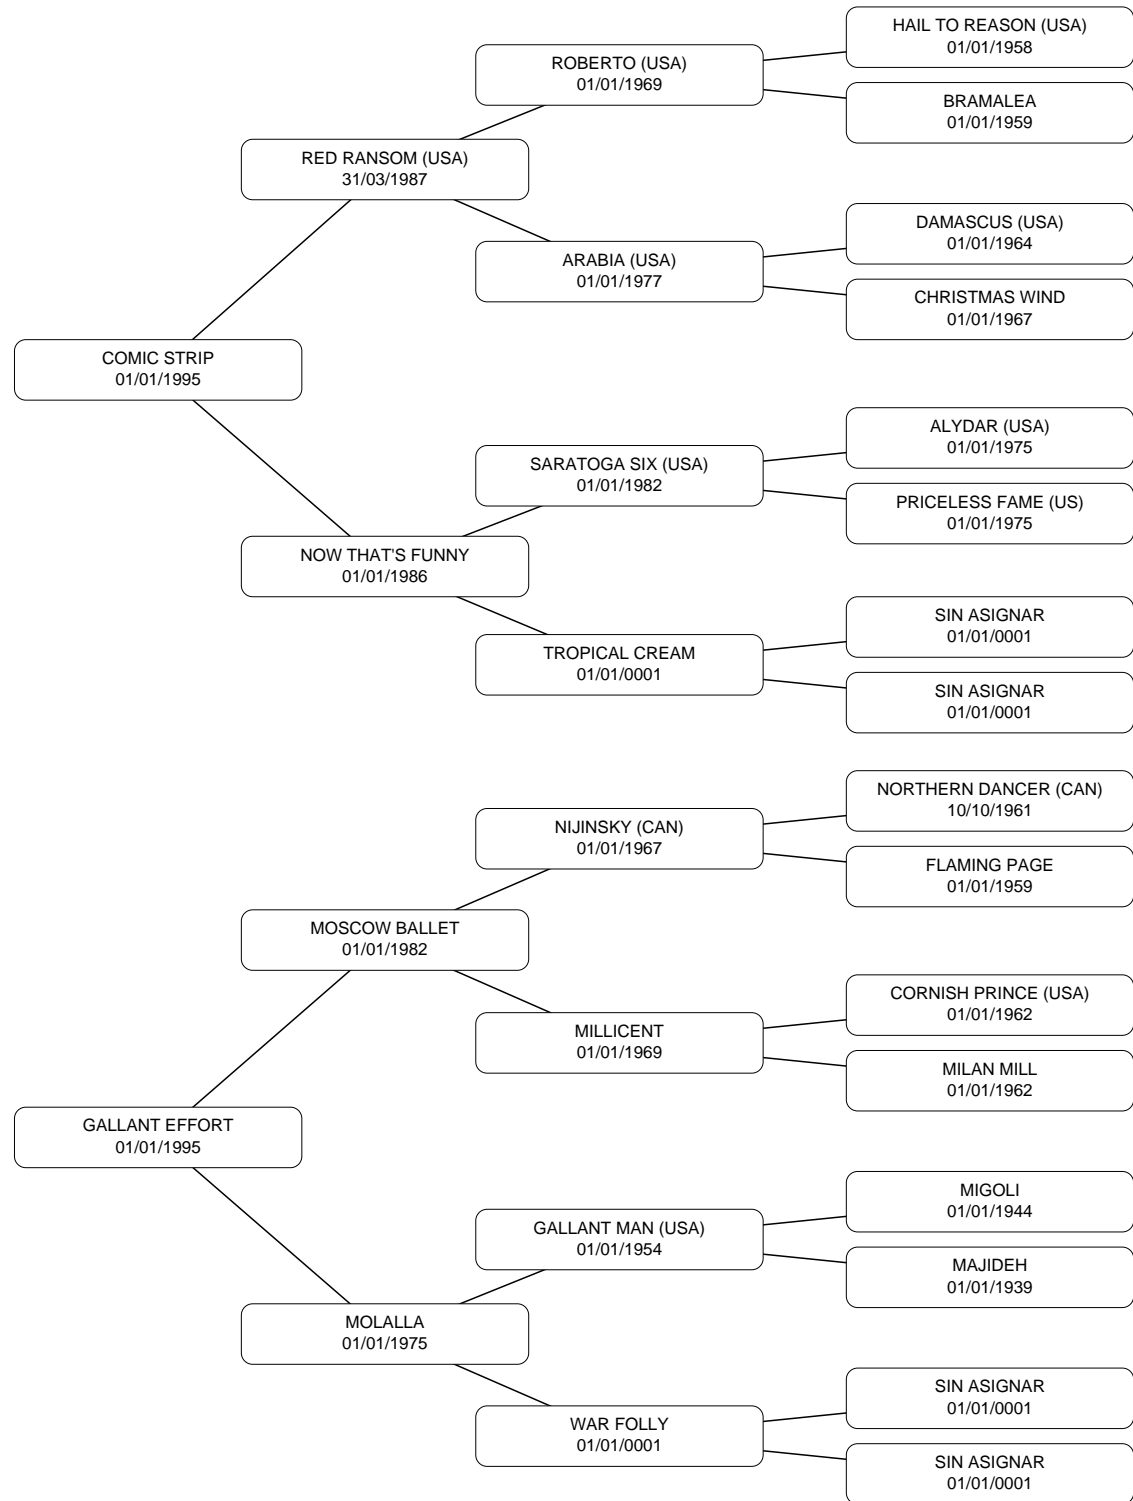 HAIL TO REASON (USA)
01/01/1958
ROBERTO (USA)
01/01/1969
BRAMALEA
01/01/1959
RED RANSOM (USA)
31/03/1987
DAMASCUS (USA)
01/01/1964
ARABIA (USA)
01/01/1977
CHRISTMAS WIND
01/01/1967
COMIC STRIP
01/01/1995
ALYDAR (USA)
01/01/1975
SARATOGA SIX (USA)
01/01/1982
PRICELESS FAME (US)
01/01/1975
NOW THAT'S FUNNY
01/01/1986
SIN ASIGNAR
01/01/0001
TROPICAL CREAM
01/01/0001
SIN ASIGNAR
01/01/0001
NORTHERN DANCER (CAN)
10/10/1961
NIJINSKY (CAN)
01/01/1967
FLAMING PAGE
01/01/1959
MOSCOW BALLET
01/01/1982
CORNISH PRINCE (USA)
01/01/1962
MILLICENT
01/01/1969
MILAN MILL
01/01/1962
GALLANT EFFORT
01/01/1995
MIGOLI
01/01/1944
GALLANT MAN (USA)
01/01/1954
MAJIDEH
01/01/1939
MOLALLA
01/01/1975
SIN ASIGNAR
01/01/0001
WAR FOLLY
01/01/0001
SIN ASIGNAR
01/01/0001